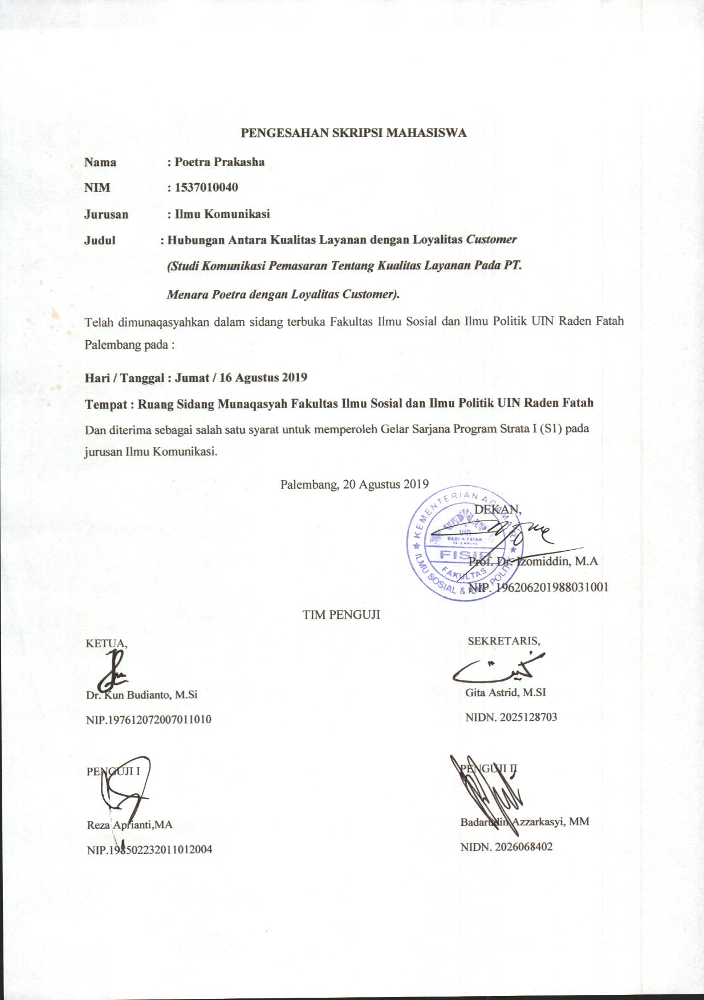 PENGESAHAN SKRIPSI MAHASISWA
Nama : Poetra Prakasha
NIM : 1537010040
Jurusan : Ilmu Komunikasi
Judul : Hubungan Antara Kualitas Layanan dengan Loyalitas Customer
(Studi Komunikasi Pemasaran Tentang Kualitas Layanan Pada PT.
Menara Poetra dengan Loyalitas Customer).
Telah dimunaqasyahkan dalam sidang terbuka Fakultas Ilmu Sosial dan Ilmu Politik UIN Raden Fatah
Palembang pada :
Hari / Tanggal : Jumat / 16 Agustus 2019
Tempat : Ruang Sidang Munaqasyah Fakultas Ilmu Sosial dan Ilmu Politik UIN Raden Fatah
Dan diterima sebagai salah satu syarat untuk memperoleh Gelar Sarjana Program Strata I (S1) pada
jurusan Ilmu Komunikasi.
Palembang, 20 Agustus 2019
DEKAN,
KEMENTERIAN AGAMA RI
UIN
RADEN FATAH
PALEMBANG
FISIP
FAKULTAS
ILMU SOSIAL & ILMU POLITIK
Prof. Dr. Izomiddin, M.A
NIP. 196206201988031001
TIM PENGUJI
KETUA,
SEKRETARIS,
Dr. Kun Budianto, M.Si
Gita Astrid, M.SI
NIP.197612072007011010
NIDN. 2025128703
PENGUJI I
PENGUJI II
Reza Aprianti,MA
Badarudin Azzarkasyi, MM
NIP.198502232011012004
NIDN. 2026068402